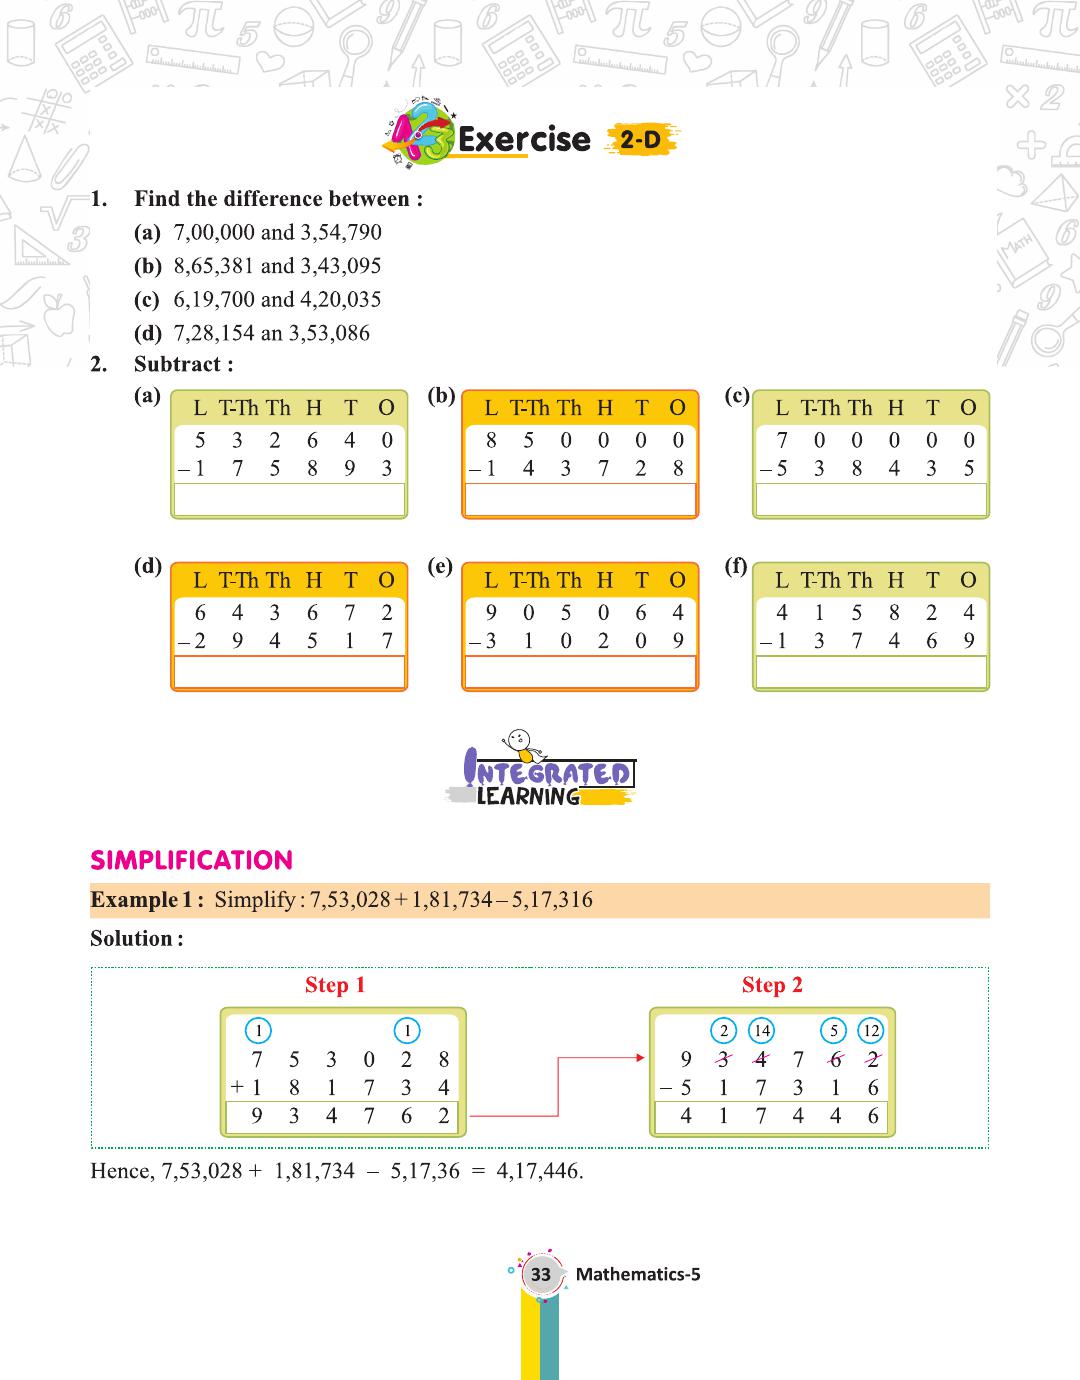 Exercise 2-D
1. Find the difference between :
(a) 7,00,000 and 3,54,790
(b) 8,65,381 and 3,43,095
(c) 6,19,700 and 4,20,035
(d) 7,28,154 an 3,53,086
2. Subtract :
(a)
L T-Th Th H T O
5 3 2 6 4 0
– 1 7 5 8 9 3
(b)
L T-Th Th H T O
8 5 0 0 0 0
– 1 4 3 7 2 8
(c)
L T-Th Th H T O
7 0 0 0 0 0
– 5 3 8 4 3 5
(d)
L T-Th Th H T O
6 4 3 6 7 2
– 2 9 4 5 1 7
(e)
L T-Th Th H T O
9 0 5 0 6 4
– 3 1 0 2 0 9
(f)
L T-Th Th H T O
4 1 5 8 2 4
– 1 3 7 4 6 9
INTEGRATED
LEARNING
SIMPLIFICATION
Example 1 : Simplify : 7,53,028 + 1,81,734 – 5,17,316
Solution :
Step 1
1 1
7 5 3 0 2 8
+ 1 8 1 7 3 4
9 3 4 7 6 2
Step 2
2 14 5 12
9 3 4 7 6 2
– 5 1 7 3 1 6
4 1 7 4 4 6
Hence, 7,53,028 + 1,81,734 – 5,17,36 = 4,17,446.
33 Mathematics-5